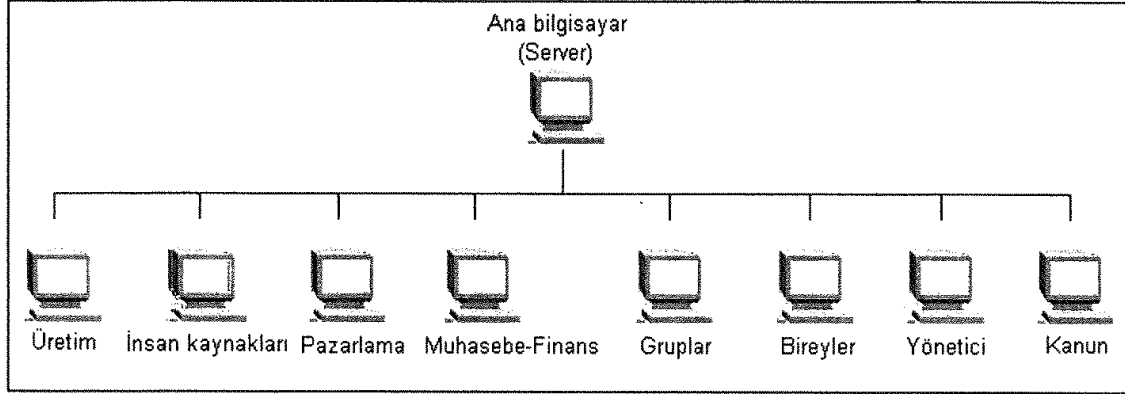 Ana bilgisayar
(Server)
Üretim İnsan kaynakları Pazarlama Muhasebe-Finans Gruplar Bireyler Yönetici Kanun